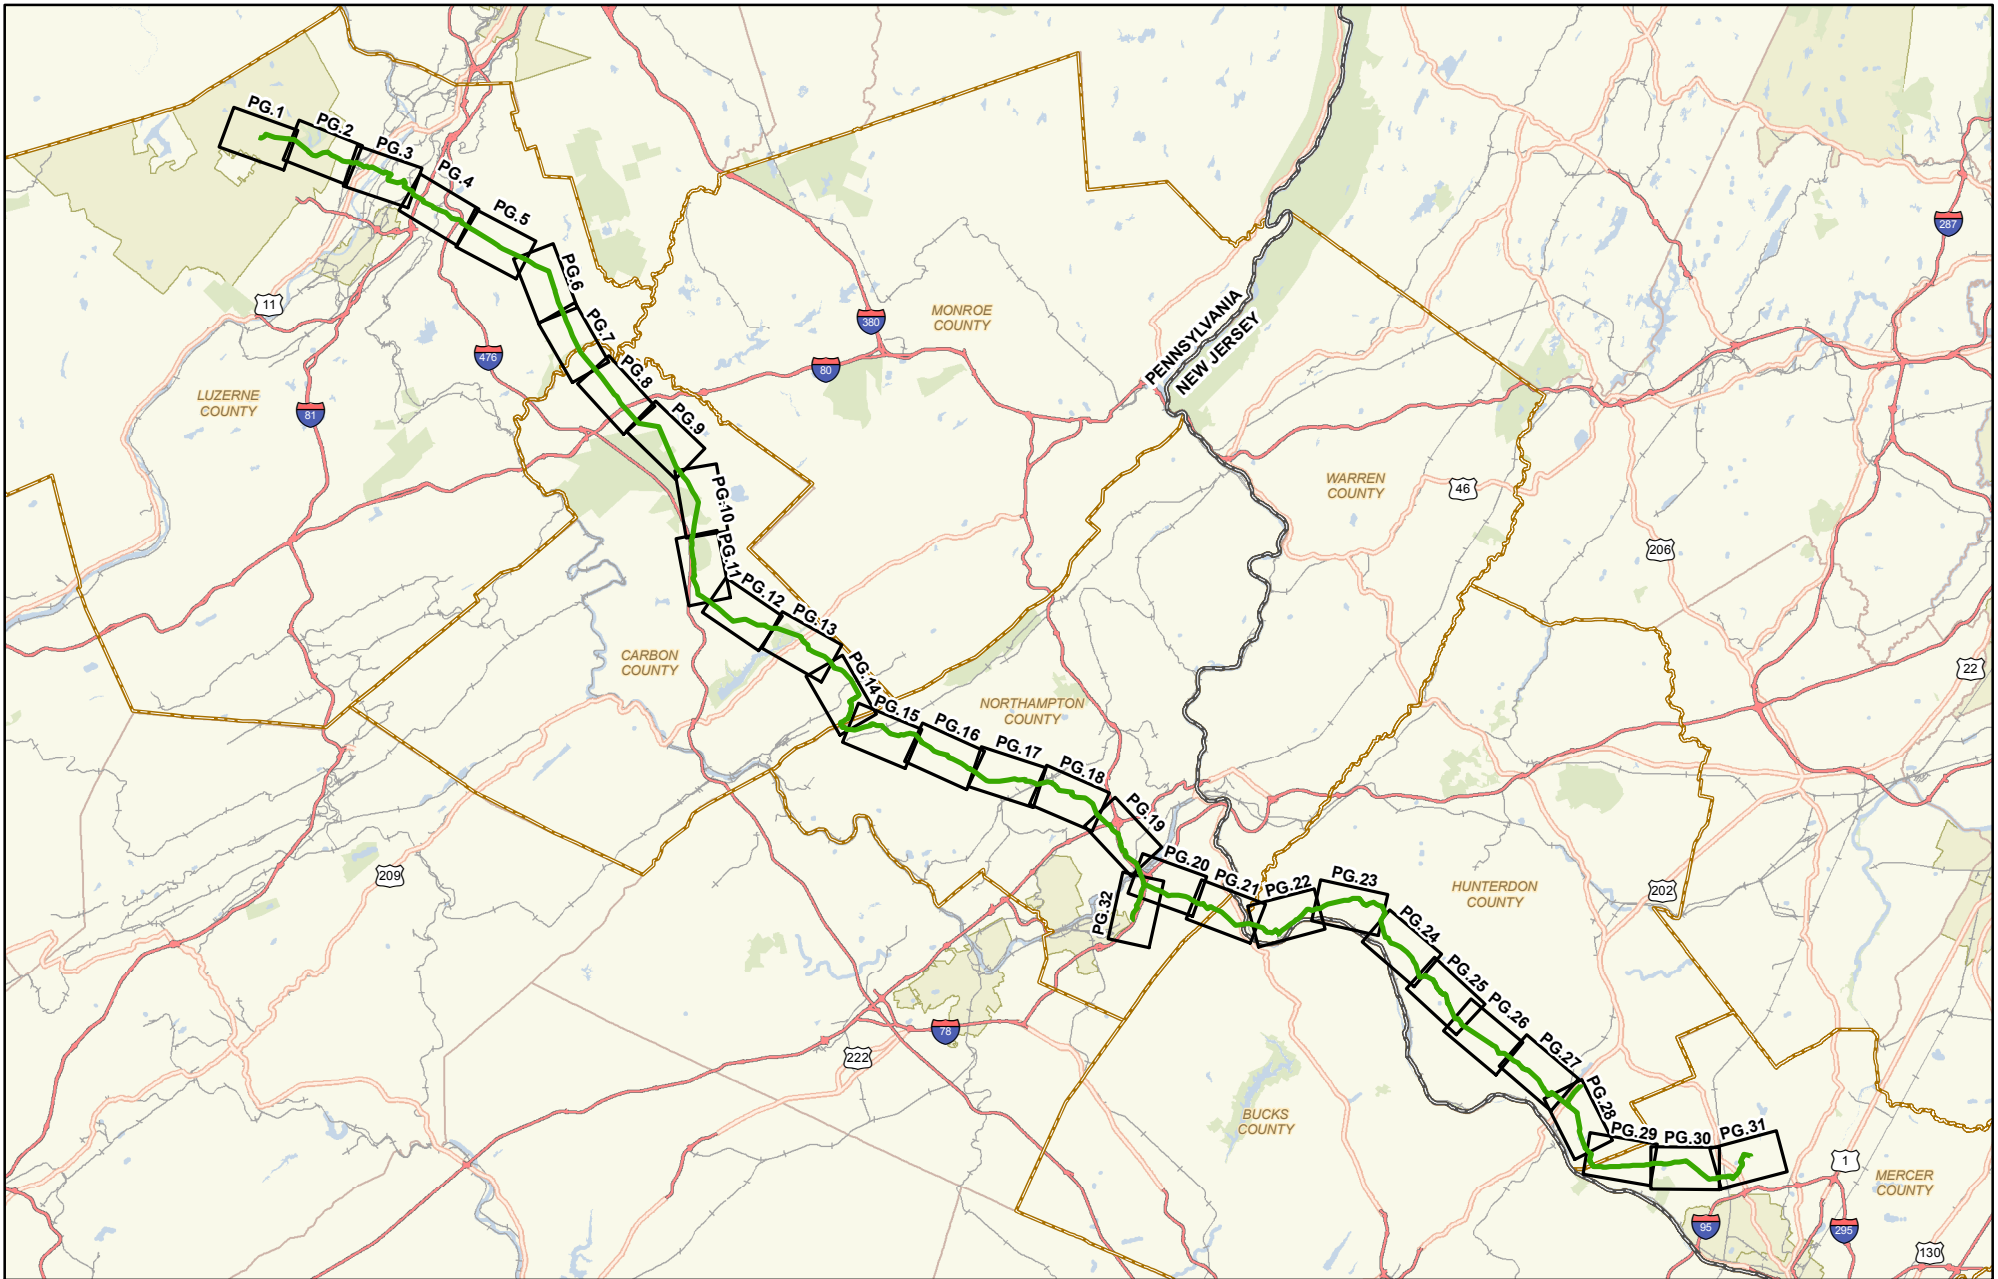 PG.1
PG.2
PG.3
PG.4
PG.5
PG.6
PG.7
PG.8
PG.9
PG.10
PG.11
PG.12
PG.13
PG.14
PG.15
PG.16
PG.17
PG.18
PG.19
PG.20
PG.21
PG.22
PG.23
PG.24
PG.25
PG.26
PG.27
PG.28
PG.29
PG.30
PG.31
PG.32
287
11
380
MONROE
COUNTY
PENNSYLVANIA
NEW JERSEY
476
80
LUZERNE
COUNTY
81
WARREN
COUNTY
46
206
CARBON
COUNTY
22
NORTHAMPTON
COUNTY
209
HUNTERDON
COUNTY
202
78
222
BUCKS
COUNTY
1
MERCER
COUNTY
95
295
130